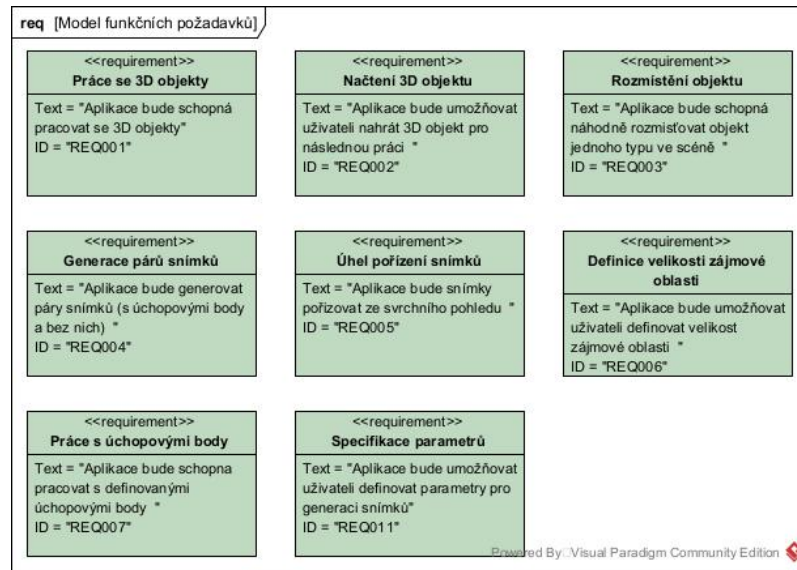 req [Model funkčních požadavků]
<<requirement>>
Práce se 3D objekty
Text = "Aplikace bude schopná
pracovat se 3D objekty"
ID = "REQ001"
<<requirement>>
Načtení 3D objektu
Text = "Aplikace bude umožňovat
uživateli nahrát 3D objekt pro
následnou práci "
ID = "REQ002"
<<requirement>>
Rozmístění objektu
Text = "Aplikace bude schopná
náhodně rozmisťovat objekt
jednoho typu ve scéně "
ID = "REQ003"
<<requirement>>
Generace párů snímků
Text = "Aplikace bude generovat
páry snímků (s úchopovými body
a bez nich) "
ID = "REQ004"
<<requirement>>
Úhel pořízení snímků
Text = "Aplikace bude snímky
pořizovat ze svrchního pohledu "
ID = "REQ005"
<<requirement>>
Definice velikosti zájmové
oblasti
Text = "Aplikace bude umožňovat
uživateli definovat velikost
zájmové oblasti "
ID = "REQ006"
<<requirement>>
Práce s úchopovými body
Text = "Aplikace bude schopna
pracovat s definovanými
úchopovými body "
ID = "REQ007"
<<requirement>>
Specifikace parametrů
Text = "Aplikace bude umožňovat
uživateli definovat parametry pro
generaci snímků"
ID = "REQ011"
Powered By Visual Paradigm Community Edition